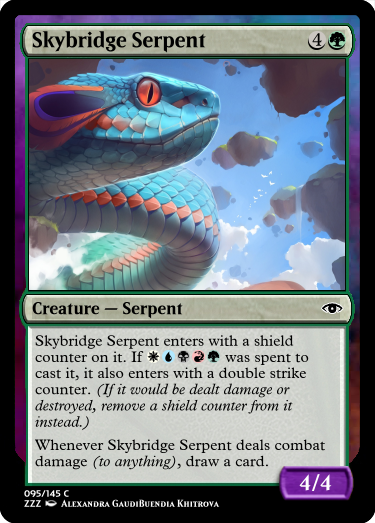 Skybridge Serpent 4
Creature — Serpent
Skybridge Serpent enters with a shield
counter on it. If was spent to
cast it, it also enters with a double strike
counter. (If it would be dealt damage or
destroyed, remove a shield counter from it
instead.)
Whenever Skybridge Serpent deals combat
damage (to anything), draw a card.
4/4
095/145 C
ZZZ Alexandra GaudiBuendia Khitrova